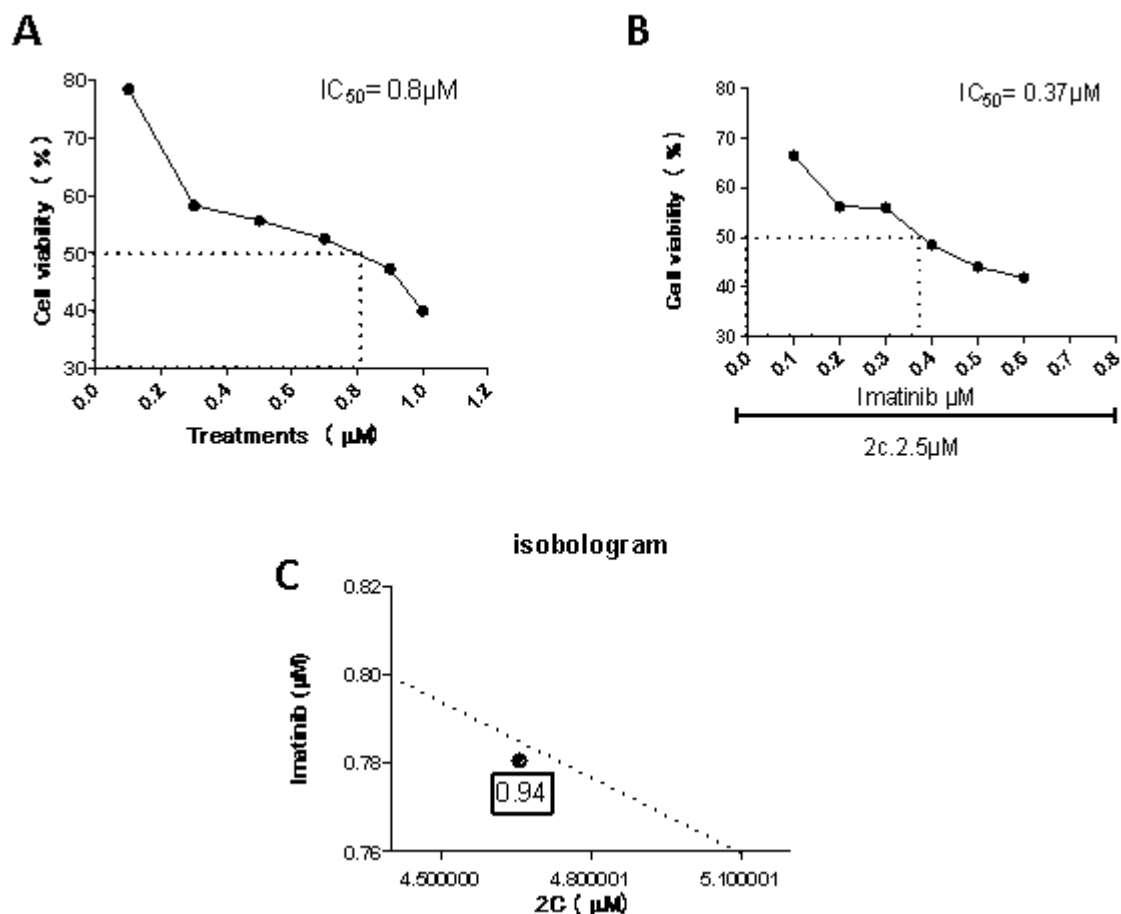 A
IC50= 0.8µM
Cell viability ( %)
80
70
60
50
40
30
0.0
0.2
0.4
0.6
0.8
1.0
1.2
Treatments ( µM)
B
IC50= 0.37µM
Cell viability ( %)
80
70
60
50
40
30
0.0
0.1
0.2
0.3
0.4
0.5
0.6
0.7
0.8
Imatinib µM
2c.2.5µM
isobologram
C
Imatinib (µM)
0.82
0.80
0.78
0.76
0.94
4.500000
4.800001
5.100001
2C ( µM)